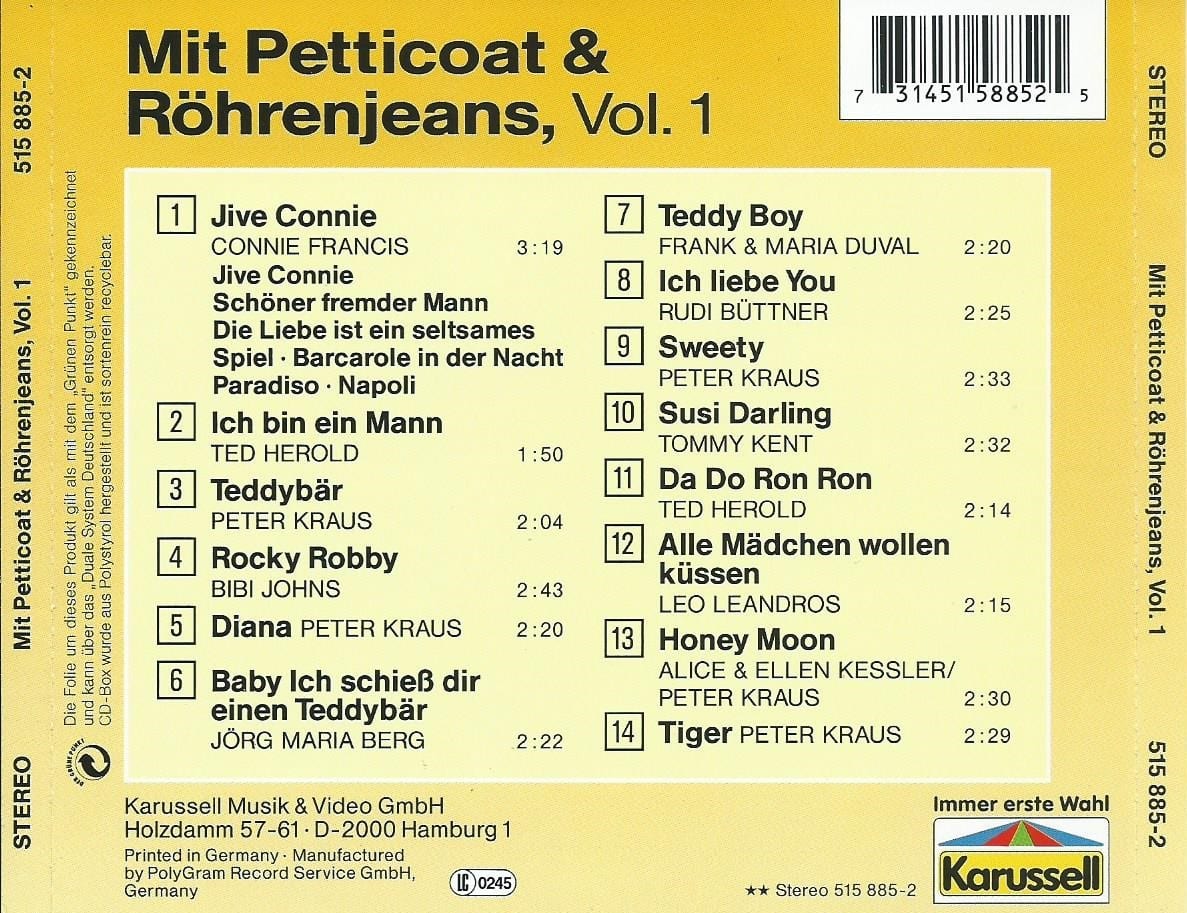 Mit Petticoat &
Röhrenjeans, Vol. 1
7 31451 58852 5
1 Jive Connie
CONNIE FRANCIS 3:19
Jive Connie
Schöner fremder Mann
Die Liebe ist ein seltsames
Spiel · Barcarole in der Nacht
Paradiso · Napoli
2 Ich bin ein Mann
TED HEROLD 1:50
3 Teddybär
PETER KRAUS 2:04
4 Rocky Robby
BIBI JOHNS 2:43
5 Diana PETER KRAUS 2:20
6 Baby Ich schieß dir
einen Teddybär
JÖRG MARIA BERG 2:22
7 Teddy Boy
FRANK & MARIA DUVAL 2:20
8 Ich liebe You
RUDI BÜTTNER 2:25
9 Sweety
PETER KRAUS 2:33
10 Susi Darling
TOMMY KENT 2:32
11 Da Do Ron Ron
TED HEROLD 2:14
12 Alle Mädchen wollen
küssen
LEO LEANDROS 2:15
13 Honey Moon
ALICE & ELLEN KESSLER/
PETER KRAUS 2:30
14 Tiger PETER KRAUS 2:29
Karussell Musik & Video GmbH
Holzdamm 57-61 · D-2000 Hamburg 1
Printed in Germany · Manufactured
by PolyGram Record Service GmbH,
Germany
LC 0245
★★ Stereo 515 885-2
Immer erste Wahl
Karussell
STEREO Mit Petticoat & Röhrenjeans, Vol. 1 515 885-2
Die Folie um dieses Produkt gilt als mit dem „Grünen Punkt" gekennzeichnet
und kann über das „Duale System Deutschland" entsorgt werden.
CD-Box wurde aus Polystyrol hergestellt und ist sortenrein recyclebar.
DER GRÜNE PUNKT
STEREO Mit Petticoat & Röhrenjeans, Vol. 1 515 885-2